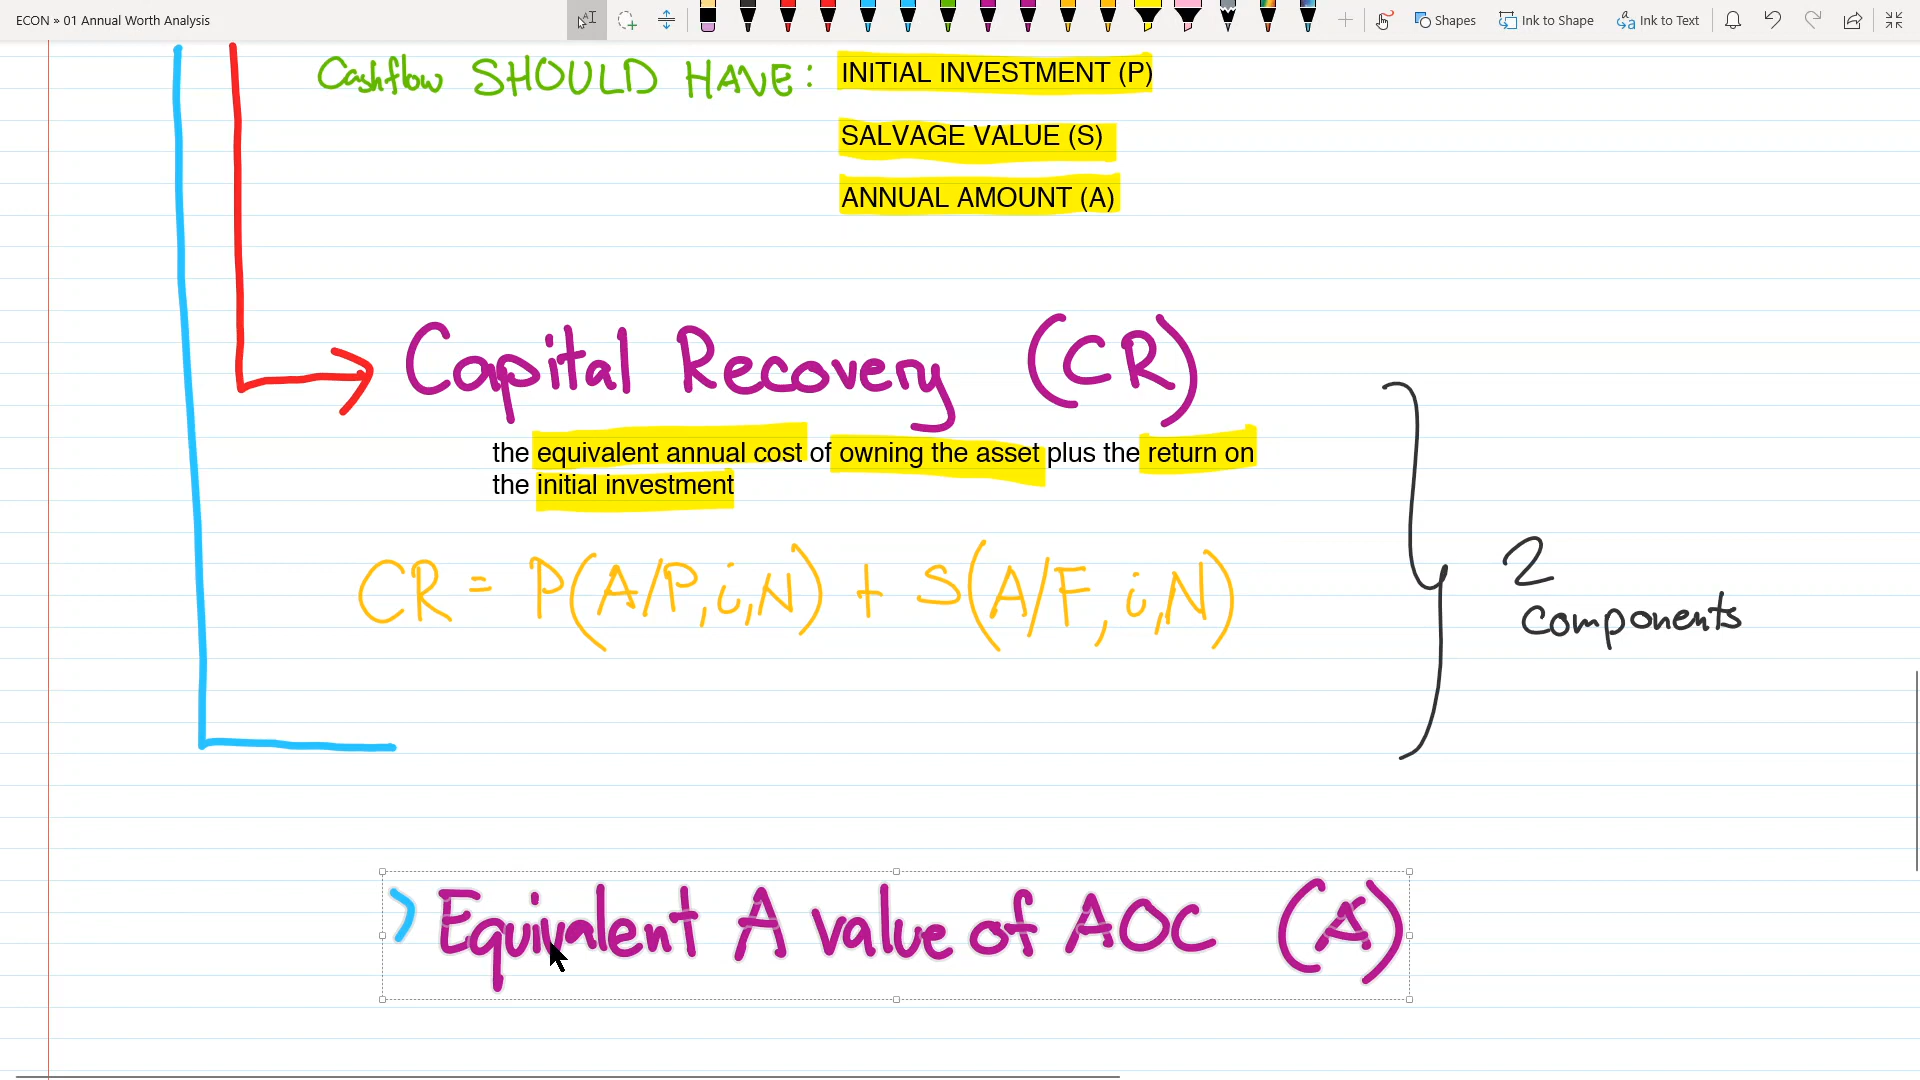 ECON » 01 Annual Worth Analysis
Shapes
Ink to Shape
Ink to Text
Cashflow SHOULD HAVE: INITIAL INVESTMENT (P)
SALVAGE VALUE (S)
ANNUAL AMOUNT (A)
Capital Recovery (CR)
the equivalent annual cost of owning the asset plus the return on
the initial investment
CR = P(A/P,i,N) + S(A/F,i,N)
2
components
Equivalent A value of AOC (A)